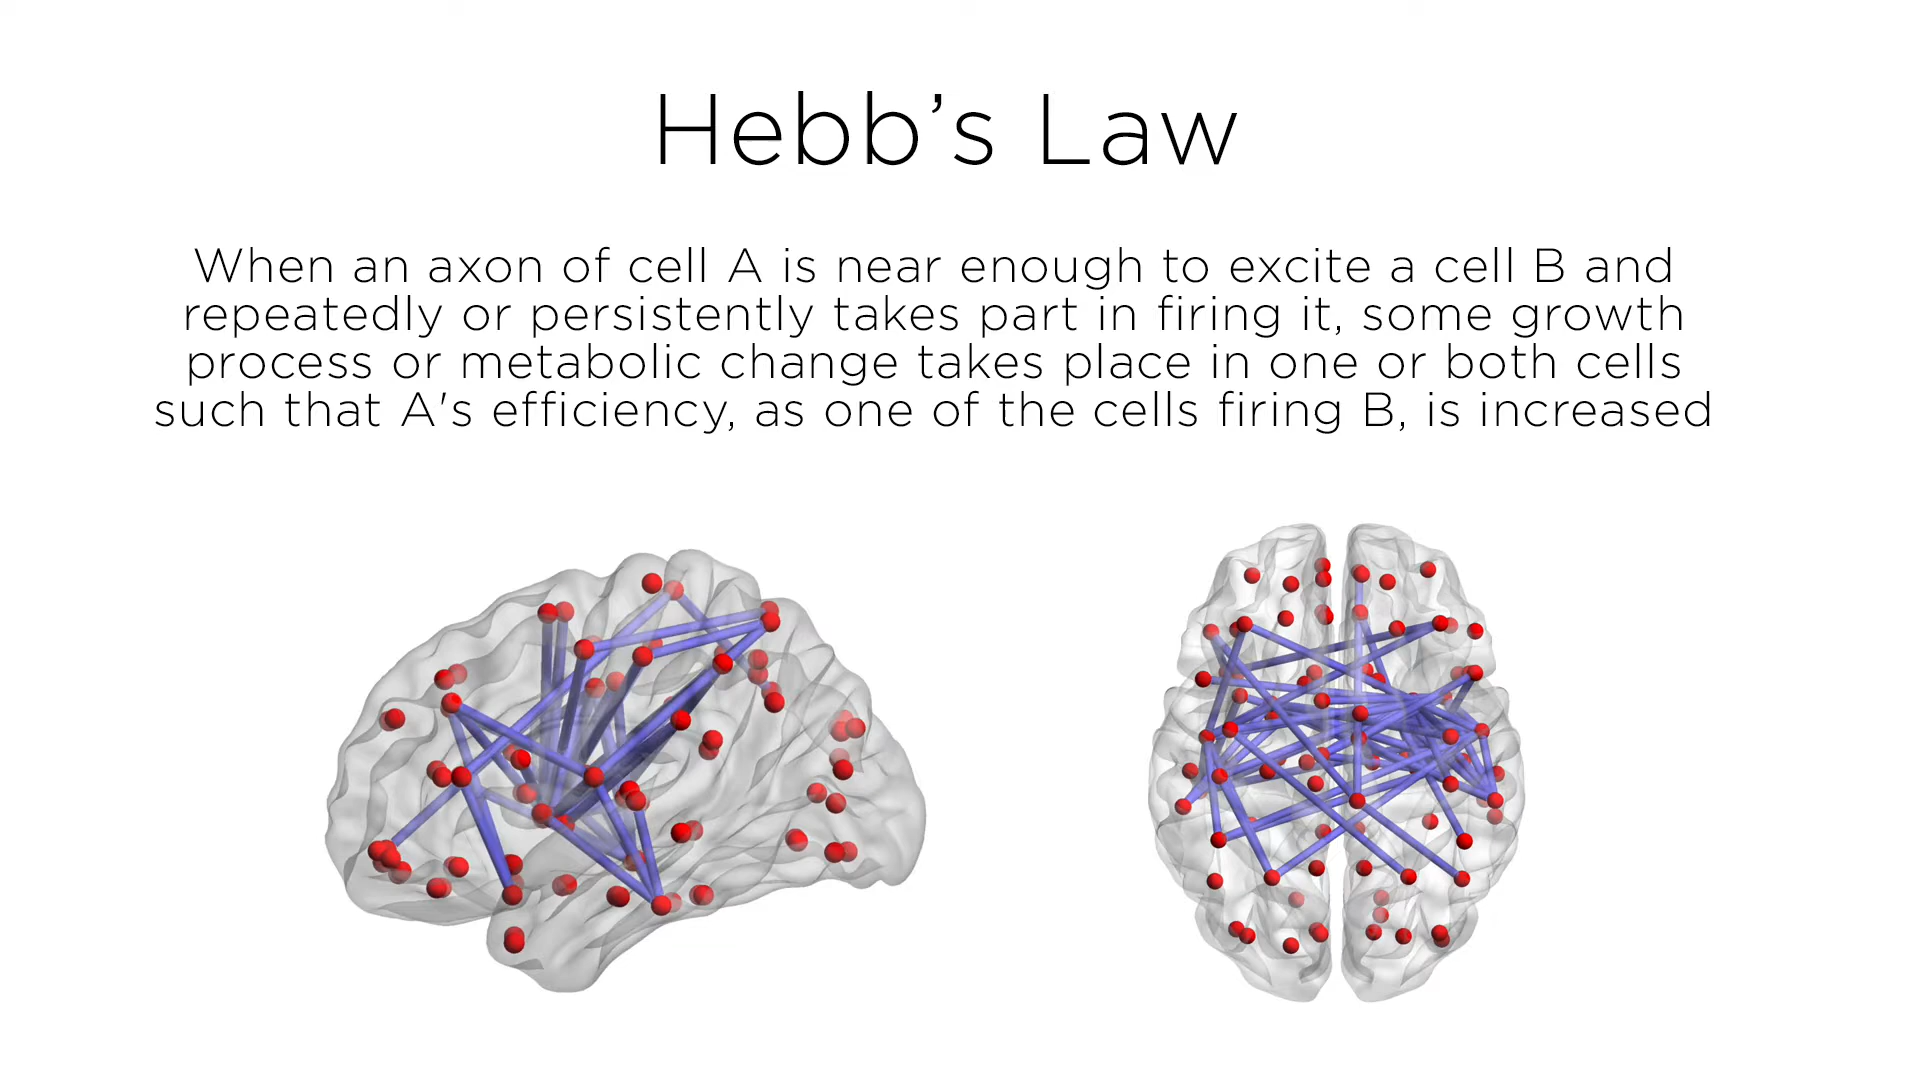 Hebb’s Law
When an axon of cell A is near enough to excite a cell B and
repeatedly or persistently takes part in firing it, some growth
process or metabolic change takes place in one or both cells
such that A's efficiency, as one of the cells firing B, is increased